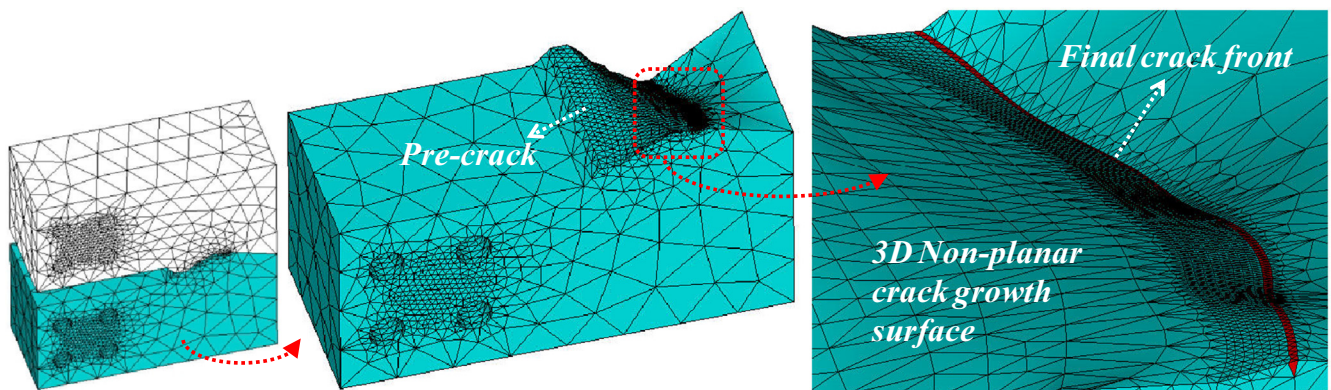 Pre-crack
Final crack front
3D Non-planar
crack growth
surface